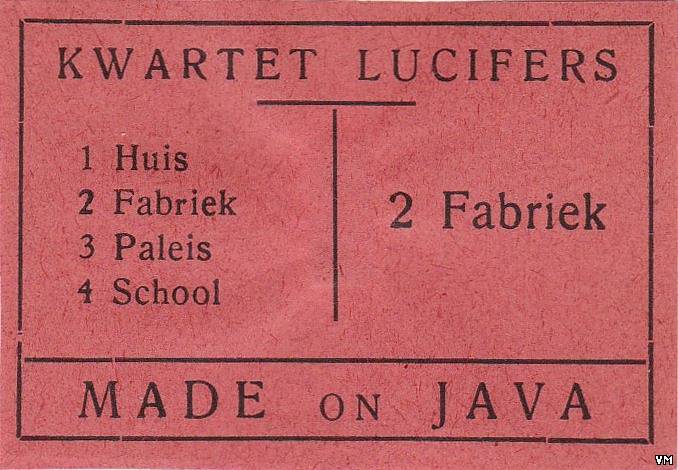 KWARTET LUCIFERS
1 Huis
2 Fabriek
3 Paleis
4 School
2 Fabriek
MADE ON JAVA
VM